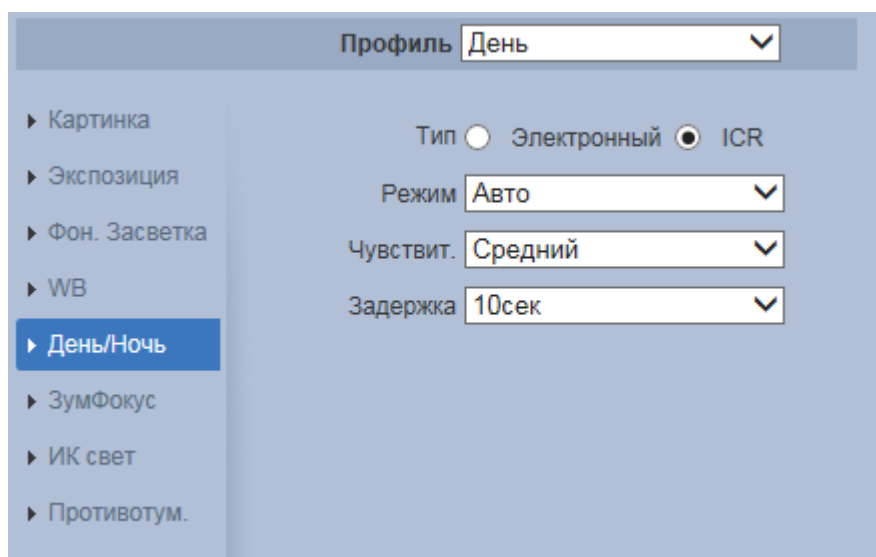 Профиль День
Картинка
Тип Электронный ICR
Экспозиция
Режим Авто
Фон. Засветка
Чувствит. Средний
WB
Задержка 10сек
День/Ночь
ЗумФокус
ИК свет
Противотум.